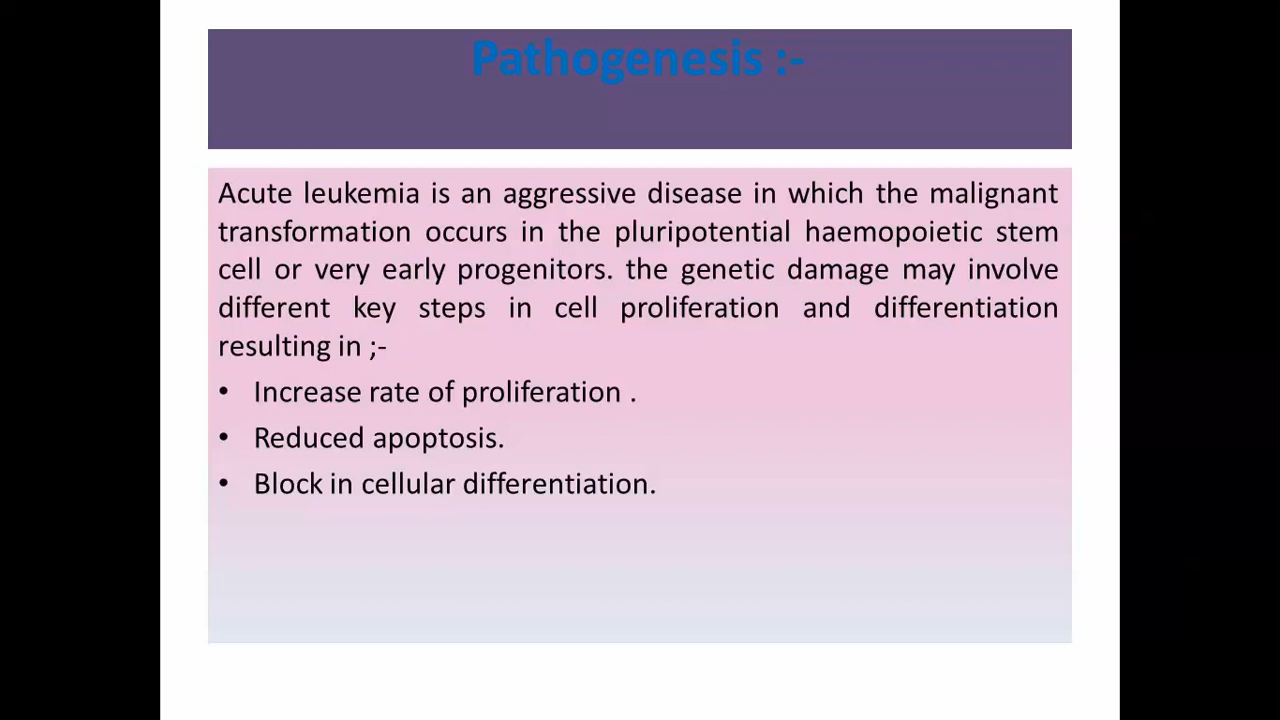 Pathogenesis :-
Acute leukemia is an aggressive disease in which the malignant
transformation occurs in the pluripotential haemopoietic stem
cell or very early progenitors. the genetic damage may involve
different key steps in cell proliferation and differentiation
resulting in ;-
• Increase rate of proliferation .
• Reduced apoptosis.
• Block in cellular differentiation.